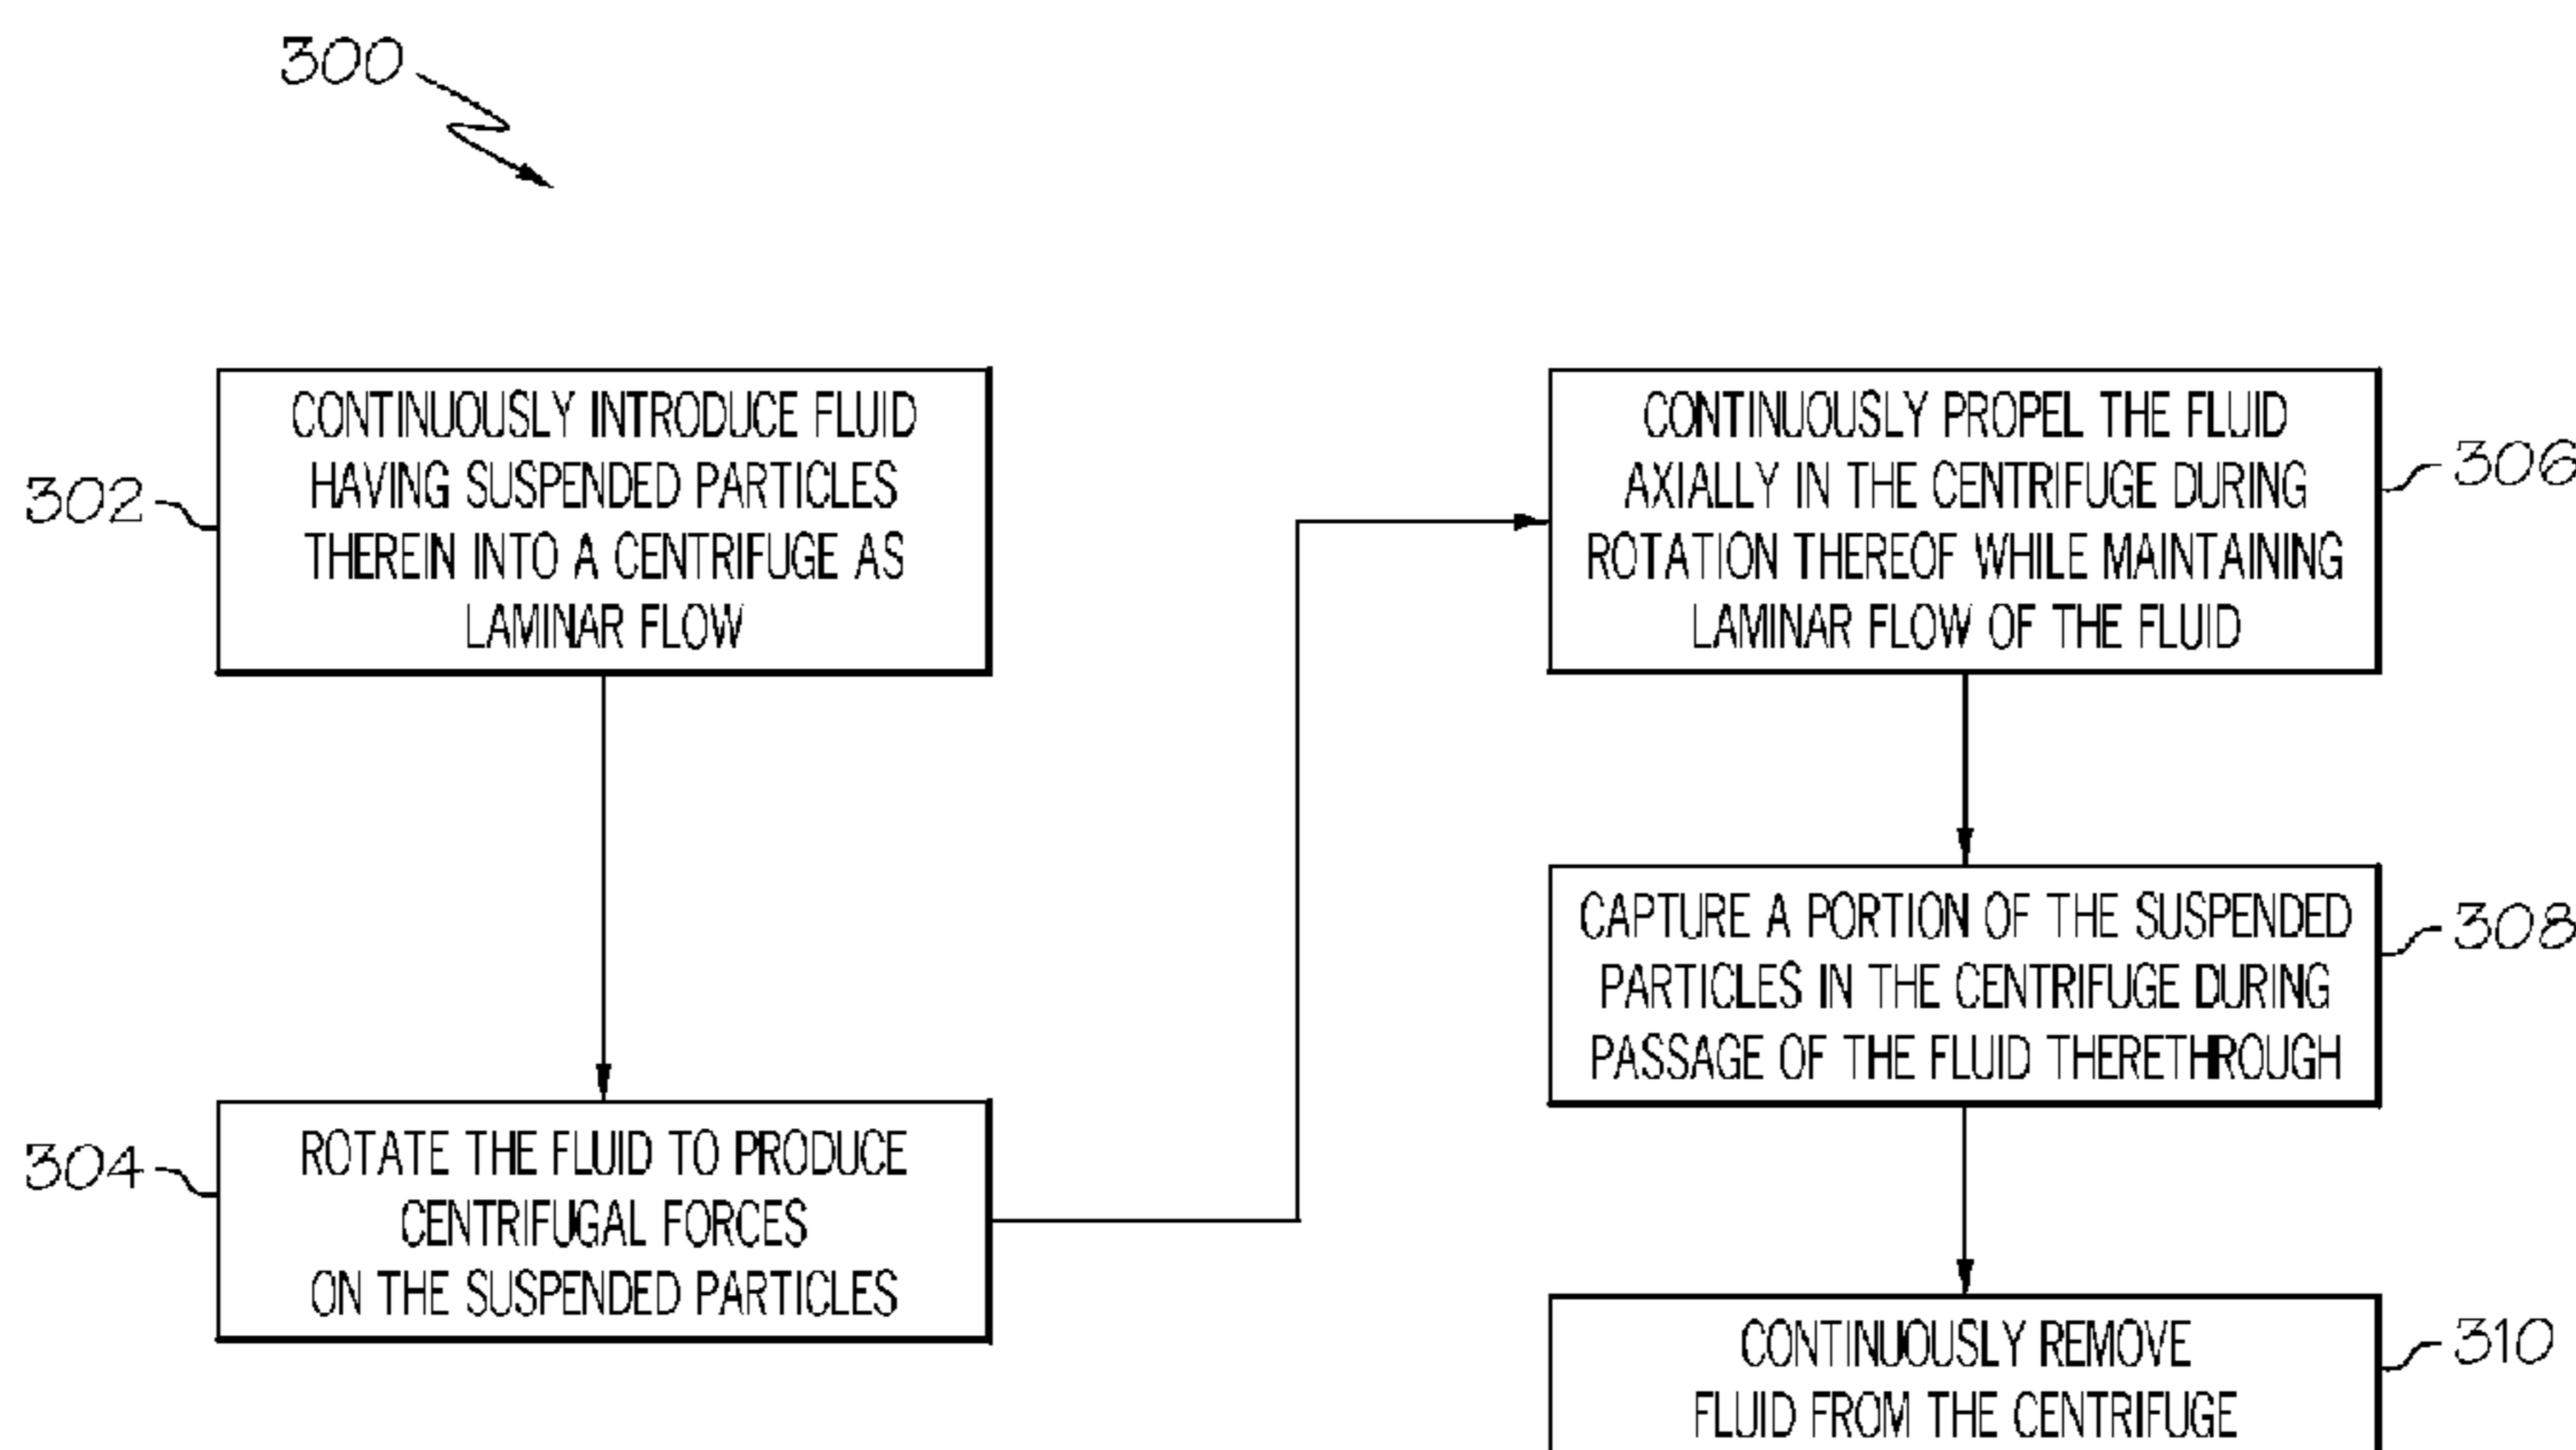 300
302
CONTINUOUSLY INTRODUCE FLUID
HAVING SUSPENDED PARTICLES
THEREIN INTO A CENTRIFUGE AS
LAMINAR FLOW
304
ROTATE THE FLUID TO PRODUCE
CENTRIFUGAL FORCES
ON THE SUSPENDED PARTICLES
CONTINUOUSLY PROPEL THE FLUID
AXIALLY IN THE CENTRIFUGE DURING
ROTATION THEREOF WHILE MAINTAINING
LAMINAR FLOW OF THE FLUID
306
CAPTURE A PORTION OF THE SUSPENDED
PARTICLES IN THE CENTRIFUGE DURING
PASSAGE OF THE FLUID THERETHROUGH
308
CONTINUOUSLY REMOVE
FLUID FROM THE CENTRIFUGE
310